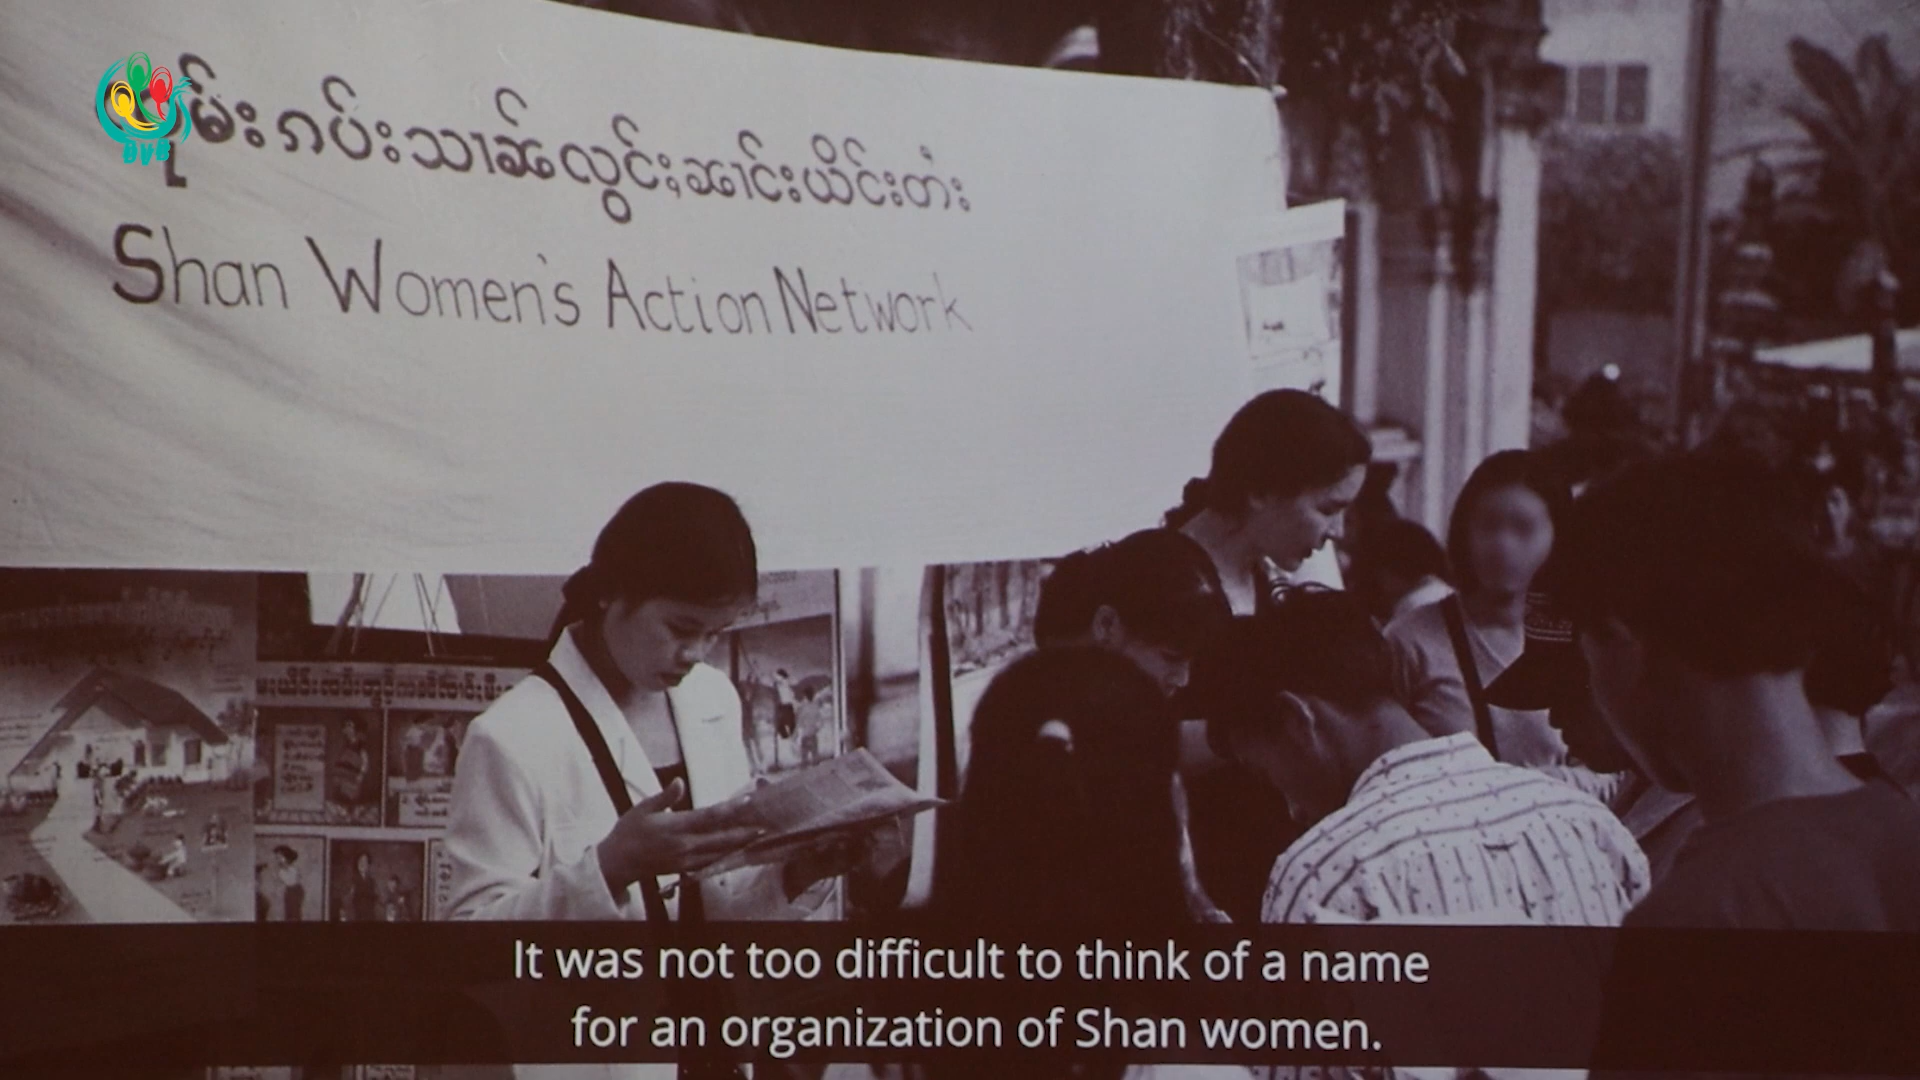 DVB
ၸုမ်းၵပ်းသၢၼ်လွင်ႈၼၢင်းယိင်းတႆး
Shan Women's Action Network
It was not too difficult to think of a name
for an organization of Shan women.